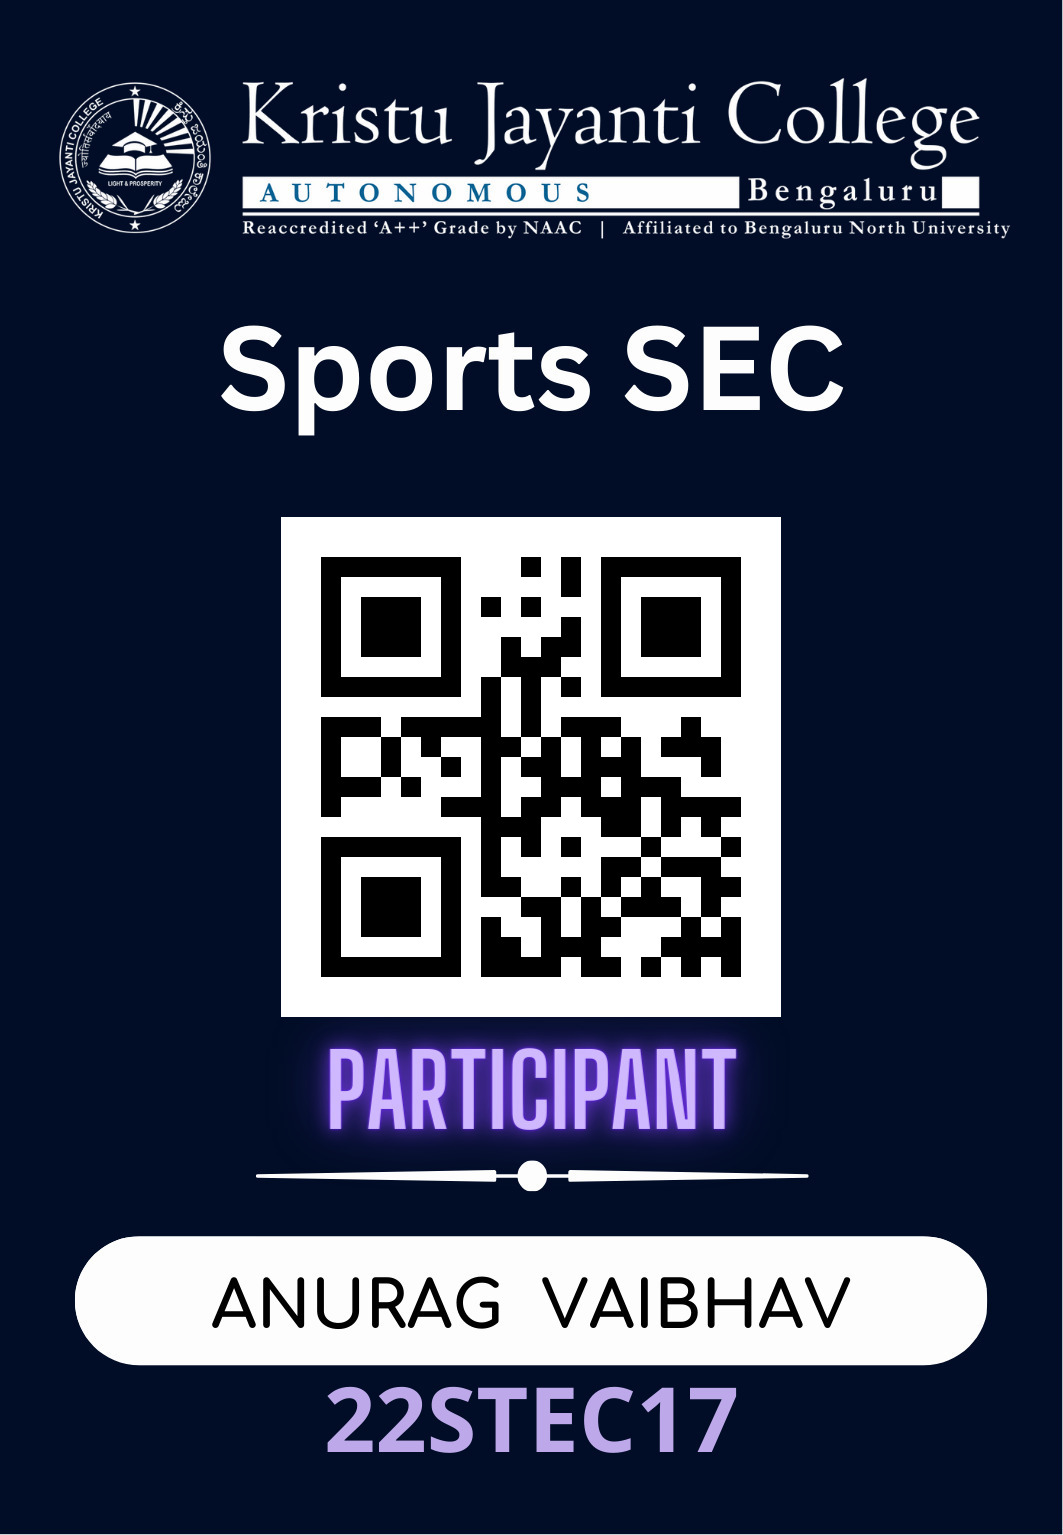 KRISTU JAYANTI COLLEGE
ಕ್ರಿಸ್ತು ಜಯಂತಿ ಕಾಲೇಜು
LIGHT & PROSPERITY
Kristu Jayanti College
AUTONOMOUS Bengaluru
Reaccredited ‘A++’ Grade by NAAC | Affiliated to Bengaluru North University
Sports SEC
PARTICIPANT
ANURAG VAIBHAV
22STEC17